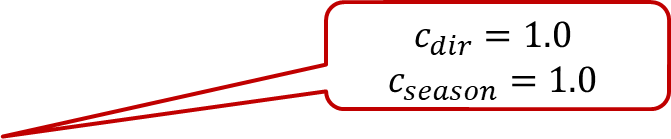 c_dir = 1.0
c_season = 1.0